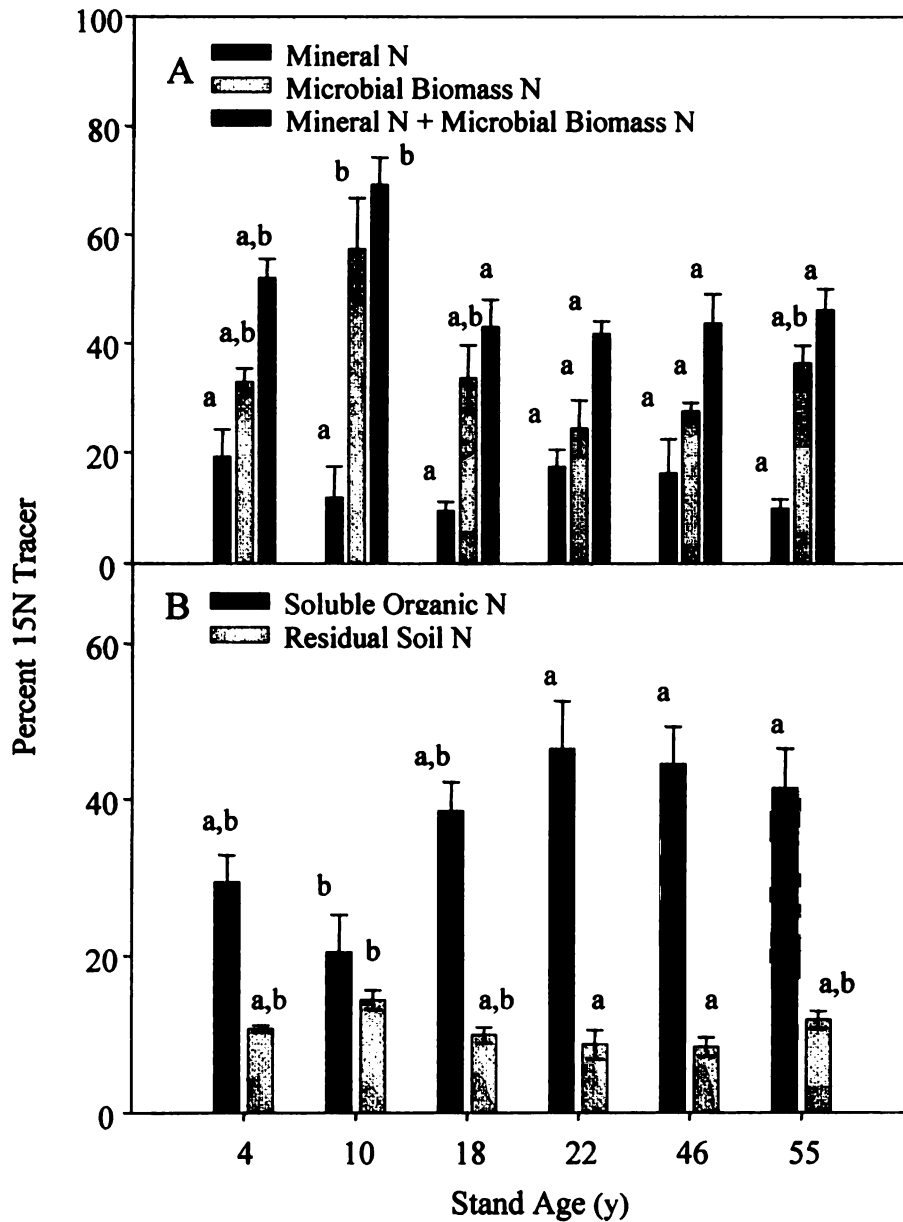 100
80
60
40
20
0
A
Mineral N
Microbial Biomass N
Mineral N + Microbial Biomass N
a
a,b
a,b
a
b
b
a
a,b
a
a
a
a
a
a
a
a
a,b
a
Percent 15N Tracer
B
Soluble Organic N
Residual Soil N
60
40
20
0
a,b
a,b
b
b
a,b
a,b
a
a
a
a
a
a,b
4 10 18 22 46 55
Stand Age (y)